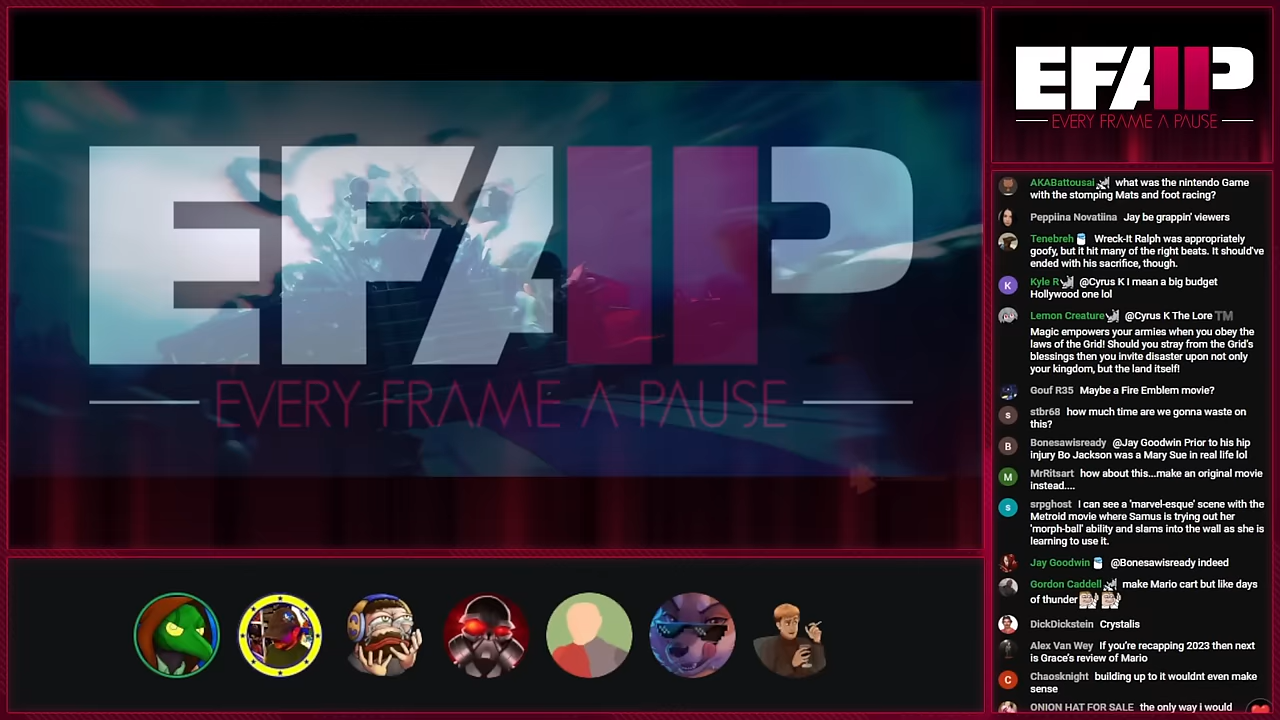 EFAP
EVERY FRAME A PAUSE
EFAP
EVERY FRAME A PAUSE
AKABattousai what was the nintendo Game
with the stomping Mats and foot racing?
Peppiina Novatiina Jay be grappin' viewers
Tenebreh Wreck-It Ralph was appropriately
goofy, but it hit many of the right beats. It should've
ended with his sacrifice, though.
K
Kyle R @Cyrus K I mean a big budget
Hollywood one lol
Lemon Creature @Cyrus K The Lore TM
Magic empowers your armies when you obey the
laws of the Grid! Should you stray from the Grid's
blessings then you invite disaster upon not only
your kingdom, but the land itself!
Gouf R35 Maybe a Fire Emblem movie?
S
stbr68 how much time are we gonna waste on
this?
B
Bonesawisready @Jay Goodwin Prior to his hip
injury Bo Jackson was a Mary Sue in real life lol
M
MrRitsart how about this...make an original movie
instead....
s
srpghost I can see a 'marvel-esque' scene with the
Metroid movie where Samus is trying out her
'morph-ball' ability and slams into the wall as she is
learning to use it.
Jay Goodwin @Bonesawisready indeed
Gordon Caddell make Mario cart but like days
of thunder
DickDickstein Crystalis
Alex Van Wey If you're recapping 2023 then next
is Grace's review of Mario
C
Chaosknight building up to it wouldnt even make
sense
ONION HAT FOR SALE the only way i would